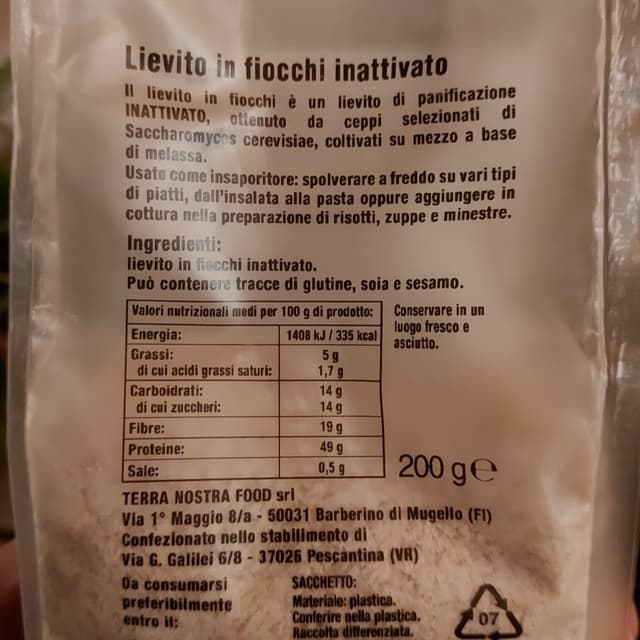 Lievito in fiocchi inattivato
Il lievito in fiocchi è un lievito di panificazione
INATTIVATO, ottenuto da ceppi selezionati di
Saccharomyces cerevisiae, coltivati su mezzo a base
di melassa.
Usato come insaporitore: spolverare a freddo su vari tipi
di piatti, dall'insalata alla pasta oppure aggiungere in
cottura nella preparazione di risotti, zuppe e minestre.
Ingredienti:
lievito in fiocchi inattivato.
Può contenere tracce di glutine, soia e sesamo.
Valori nutrizionali medi per 100 g di prodotto:
Energia: 1408 kJ / 335 kcal
Grassi: 5 g
di cui acidi grassi saturi: 1,7 g
Carboidrati: 14 g
di cui zuccheri: 14 g
Fibre: 19 g
Proteine: 49 g
Sale: 0,5 g
Conservare in un
luogo fresco e
asciutto.
200 g e
TERRA NOSTRA FOOD srl
Via 1° Maggio 8/a - 50031 Barberino di Mugello (FI)
Confezionato nello stabilimento di
Via G. Galilei 6/8 - 37026 Pescantina (VR)
Da consumarsi
preferibilmente
entro il:
SACCHETTO:
Materiale: plastica.
Conferire nella plastica.
Raccolta differenziata.
07